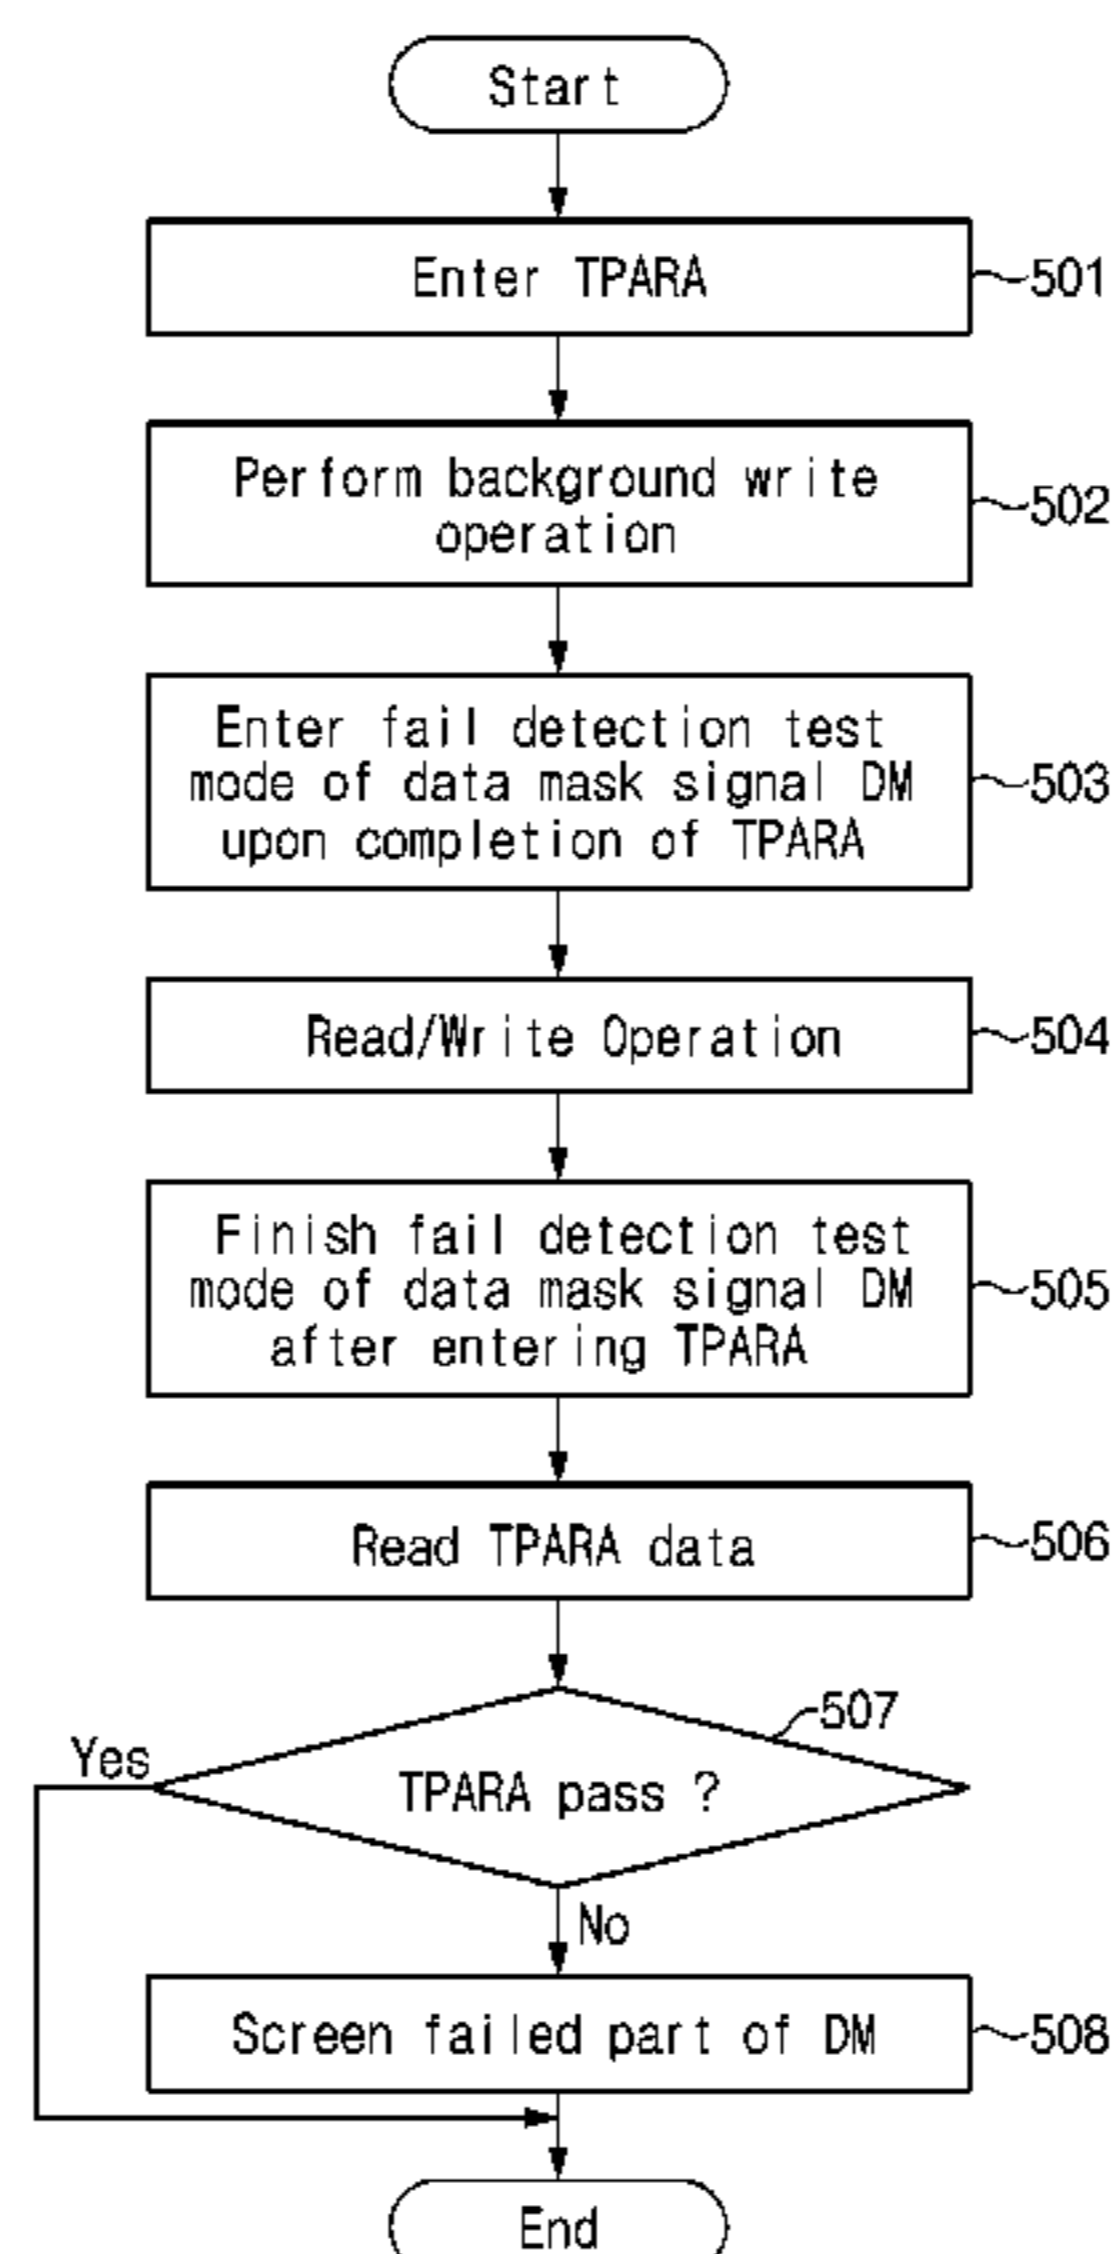 Start
Enter TPARA
501
Perform background write
operation
502
Enter fail detection test
mode of data mask signal DM
upon completion of TPARA
503
Read/Write Operation
504
Finish fail detection test
mode of data mask signal DM
after entering TPARA
505
Read TPARA data
506
507
Yes
TPARA pass ?
No
Screen failed part of DM
508
End